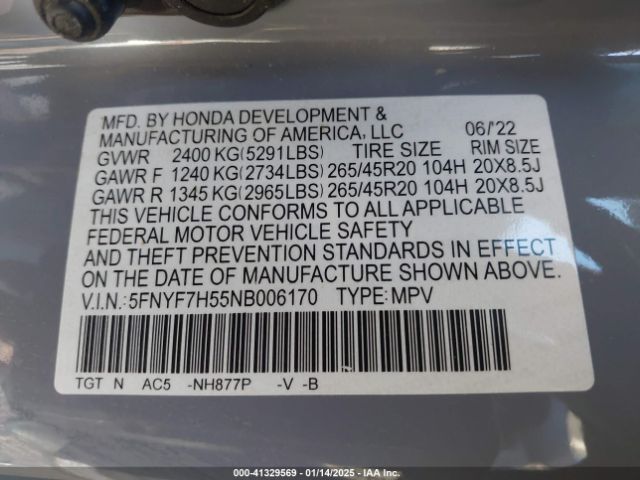 MFD. BY HONDA DEVELOPMENT &
MANUFACTURING OF AMERICA, LLC 06/'22
GVWR 2400 KG(5291LBS) TIRE SIZE RIM SIZE
GAWR F 1240 KG(2734LBS) 265/45R20 104H 20X8.5J
GAWR R 1345 KG(2965LBS) 265/45R20 104H 20X8.5J
THIS VEHICLE CONFORMS TO ALL APPLICABLE
FEDERAL MOTOR VEHICLE SAFETY
AND THEFT PREVENTION STANDARDS IN EFFECT
ON THE DATE OF MANUFACTURE SHOWN ABOVE.
V.I.N.:5FNYF7H55NB006170 TYPE:MPV
TGT N AC5 -NH877P -V -B
000-41329569 | 01/14/2025 | IAA Inc.